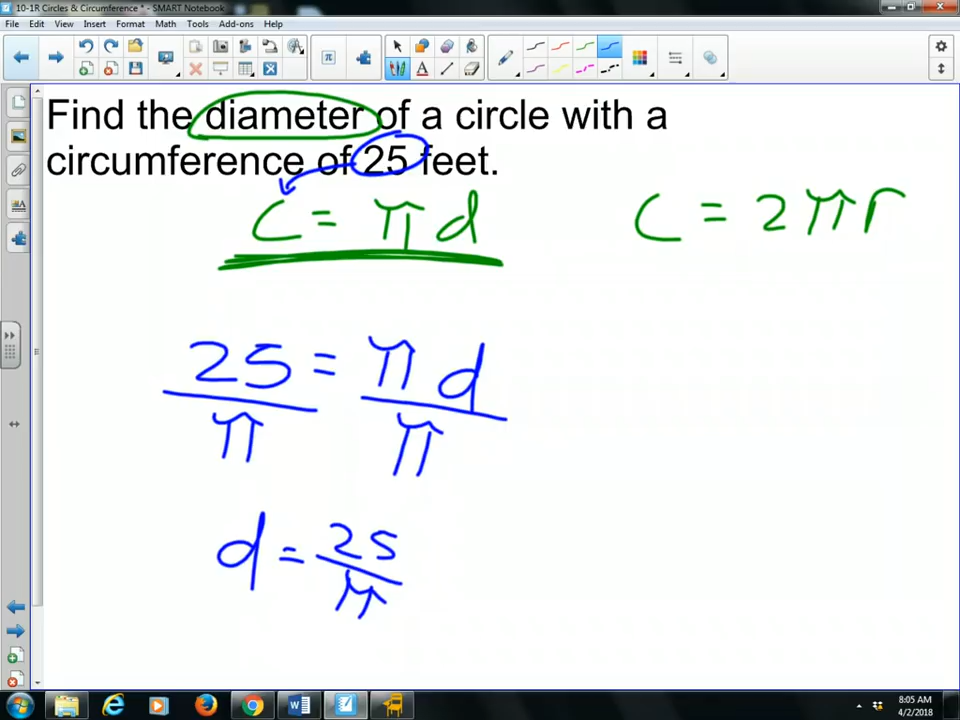 10-1R Circles & Circumference * - SMART Notebook
File Edit View Insert Format Math Tools Add-ons Help
Find the diameter of a circle with a
circumference of 25 feet.
C = πd C = 2πr
25 = πd
π π
d = 25
π
8:05 AM
4/2/2018